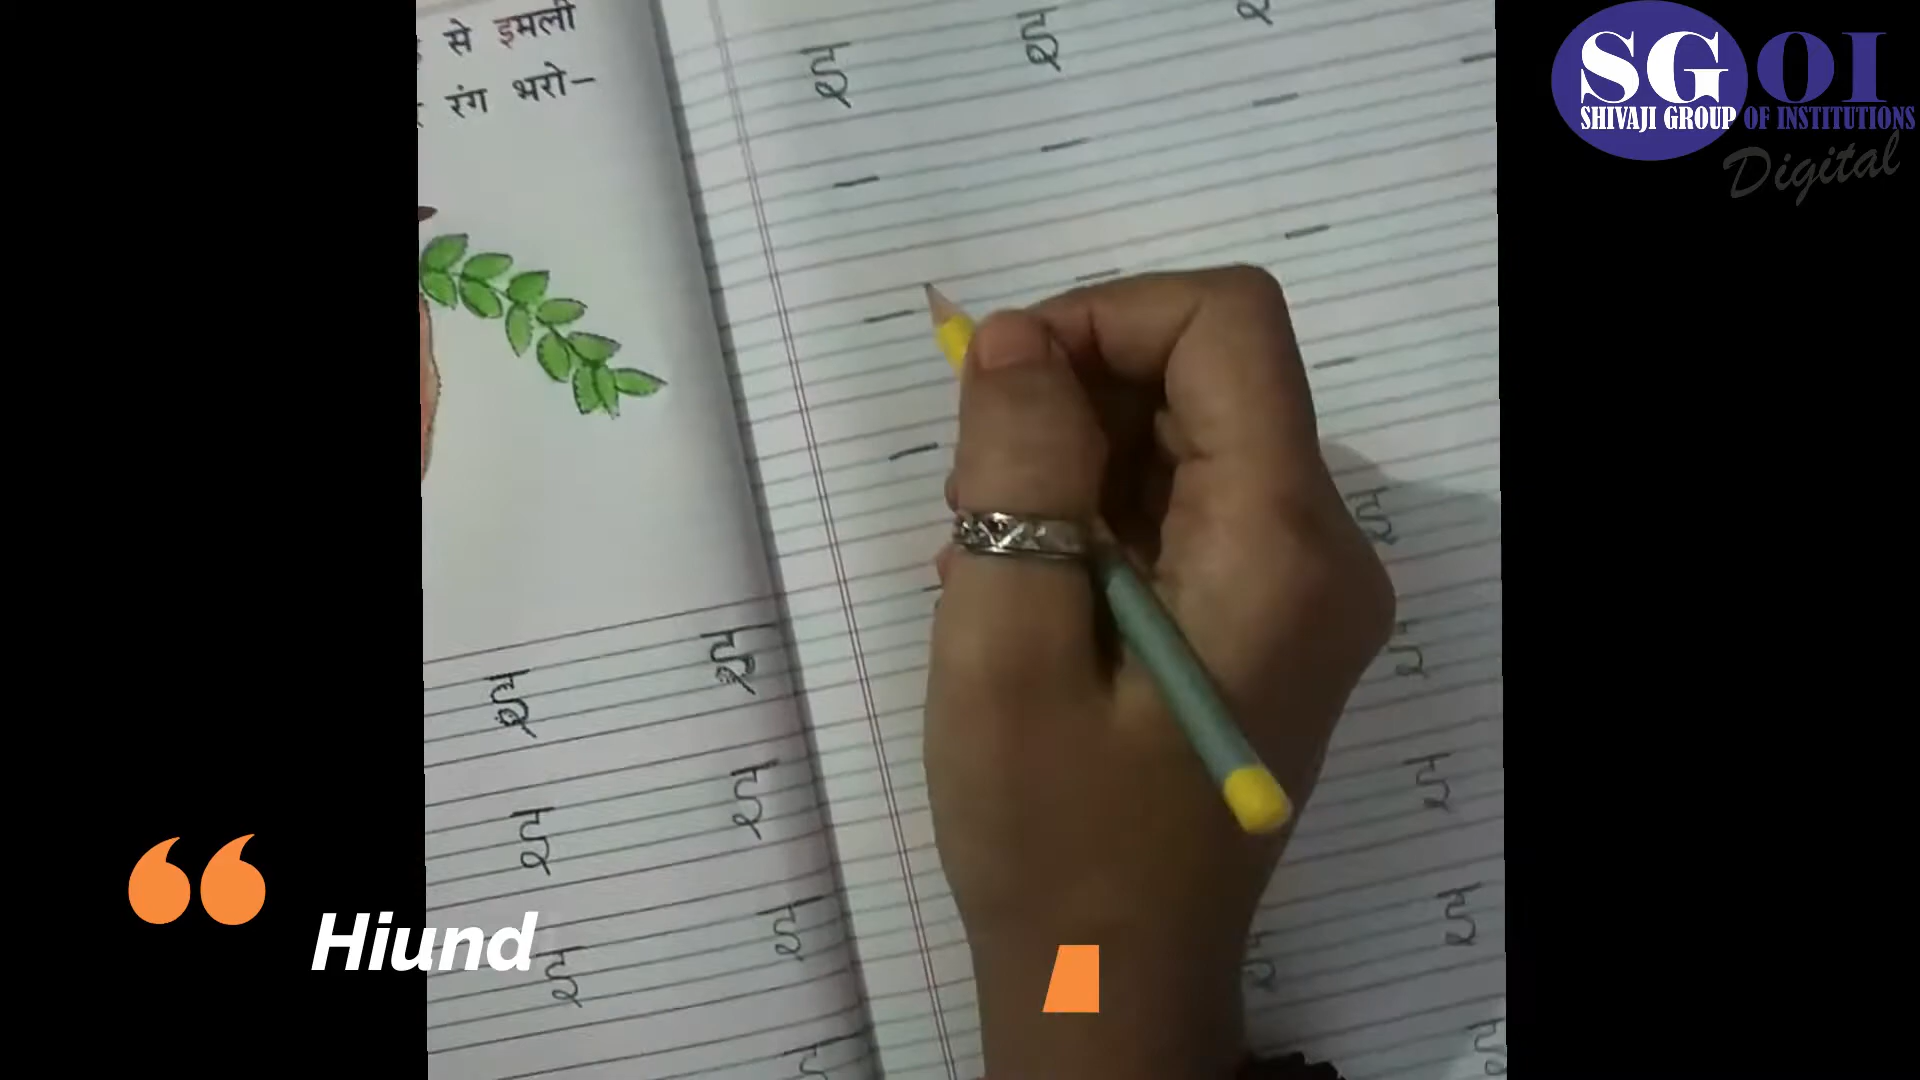 से इमली
रंग भरो-
इ इ
इ
इ
इ इ
इ इ
इ इ
इ
इ
SGOI
SHIVAJI GROUP OF INSTITUTIONS
Digital
Hiund